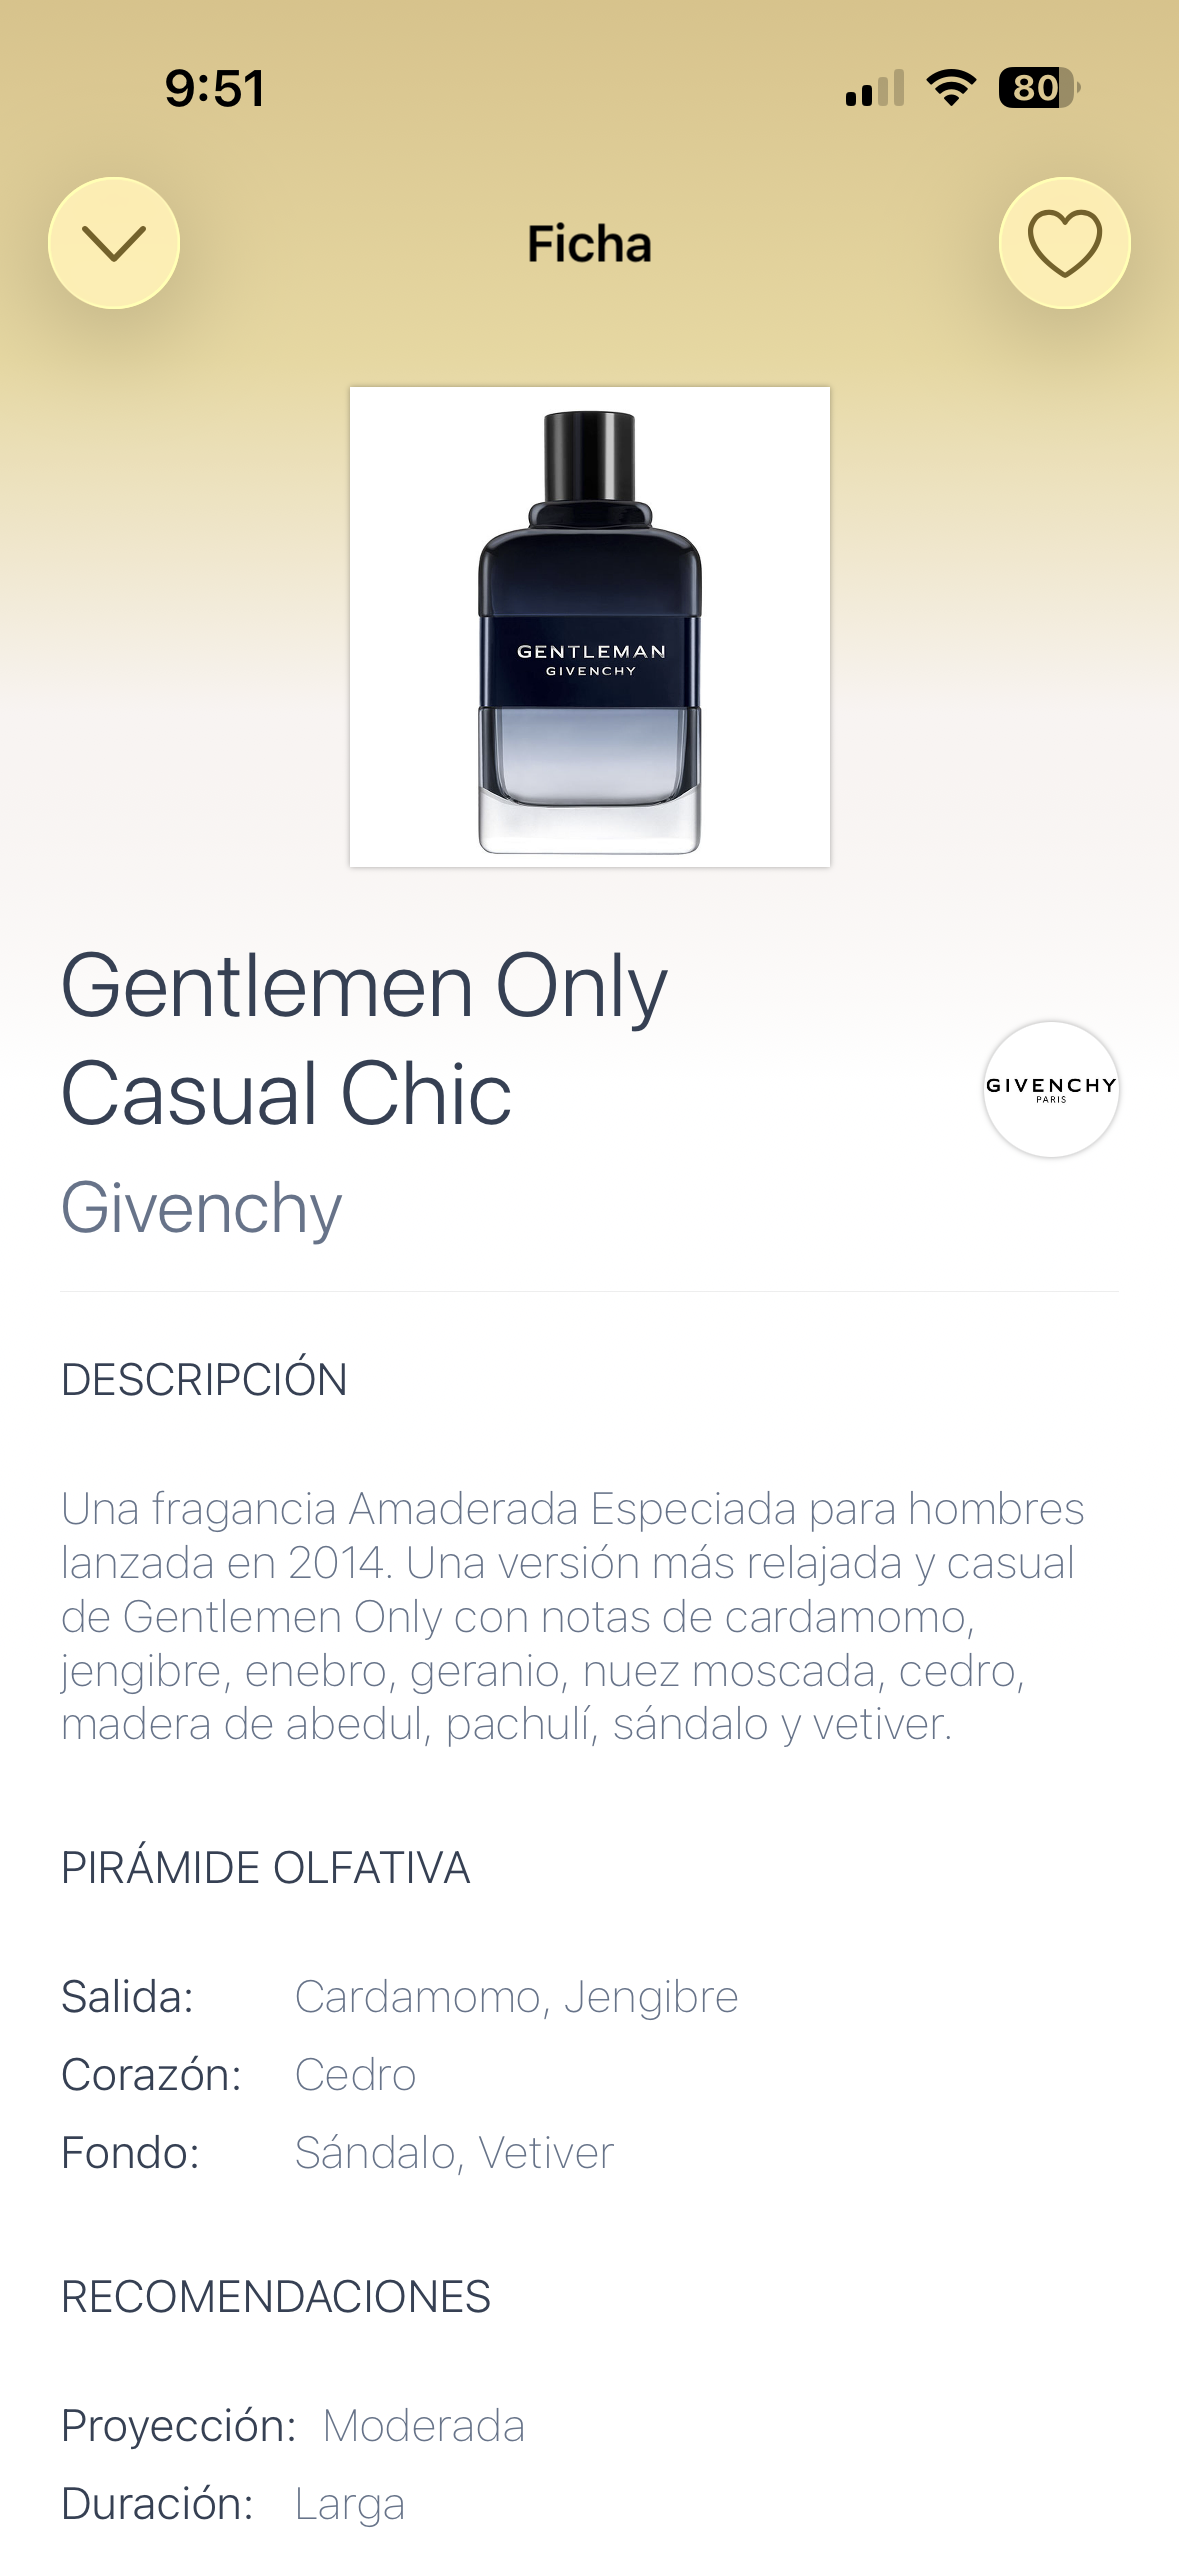 9:51
80
Ficha
GENTLEMAN
GIVENCHY
Gentlemen Only
Casual Chic
GIVENCHY
PARIS
Givenchy
DESCRIPCIÓN
Una fragancia Amaderada Especiada para hombres
lanzada en 2014. Una versión más relajada y casual
de Gentlemen Only con notas de cardamomo,
jengibre, enebro, geranio, nuez moscada, cedro,
madera de abedul, pachulí, sándalo y vetiver.
PIRÁMIDE OLFATIVA
Salida: Cardamomo, Jengibre
Corazón: Cedro
Fondo: Sándalo, Vetiver
RECOMENDACIONES
Proyección: Moderada
Duración: Larga